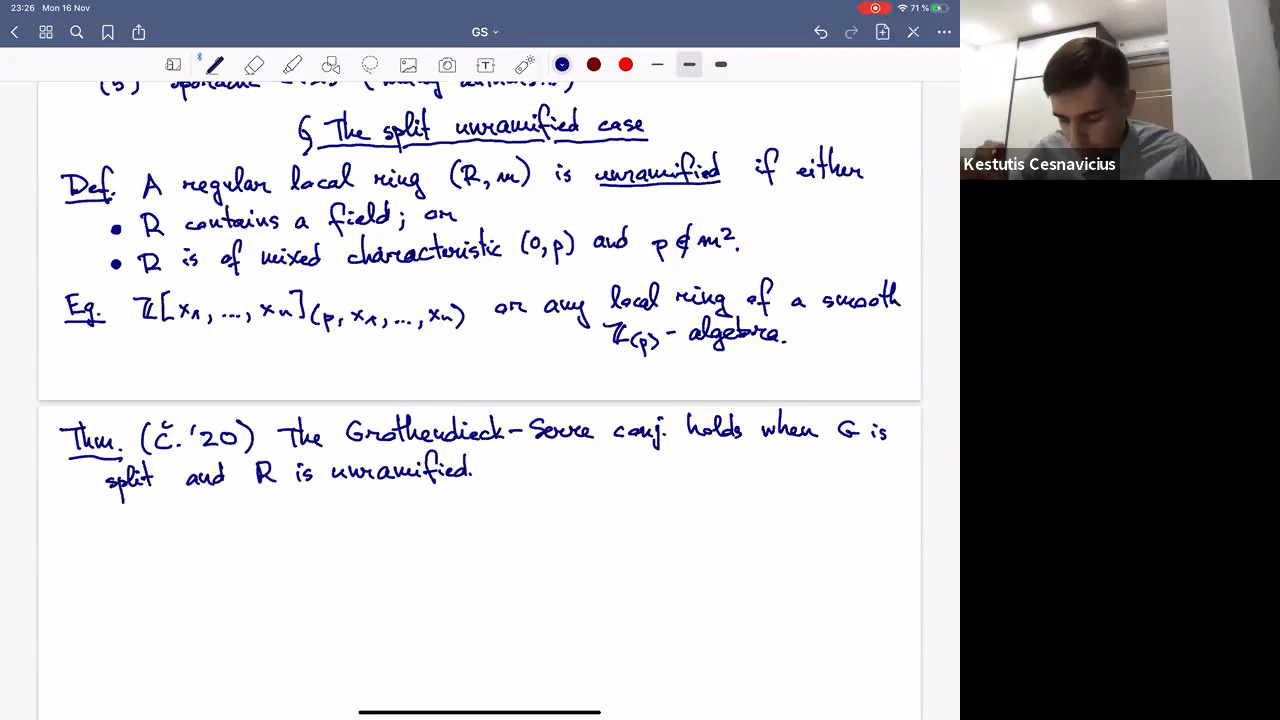 23:26 Mon 16 Nov
71 %
GS
T
§ The split unramified case
Def. A regular local ring (R, m) is unramified if either
• R contains a field; or
• R is of mixed characteristic (0, p) and p ∉ m².
Eg. ℤ[x₁, ..., xₙ](p, x₁, ..., xₙ) or any local ring of a smooth
ℤ(p) - algebra.
Thm. (Č. '20) The Grothendieck-Serre conj. holds when G is
split and R is unramified.
Kestutis Cesnavicius